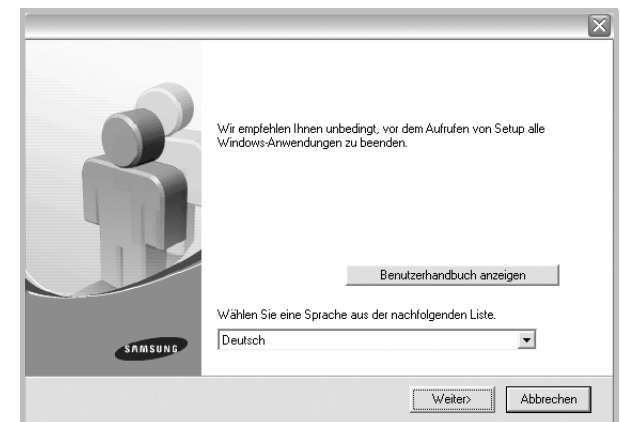 Wir empfehlen Ihnen unbedingt, vor dem Aufrufen von Setup alle
Windows-Anwendungen zu beenden.
Benutzerhandbuch anzeigen
Wählen Sie eine Sprache aus der nachfolgenden Liste.
Deutsch
SAMSUNG
Weiter>
Abbrechen